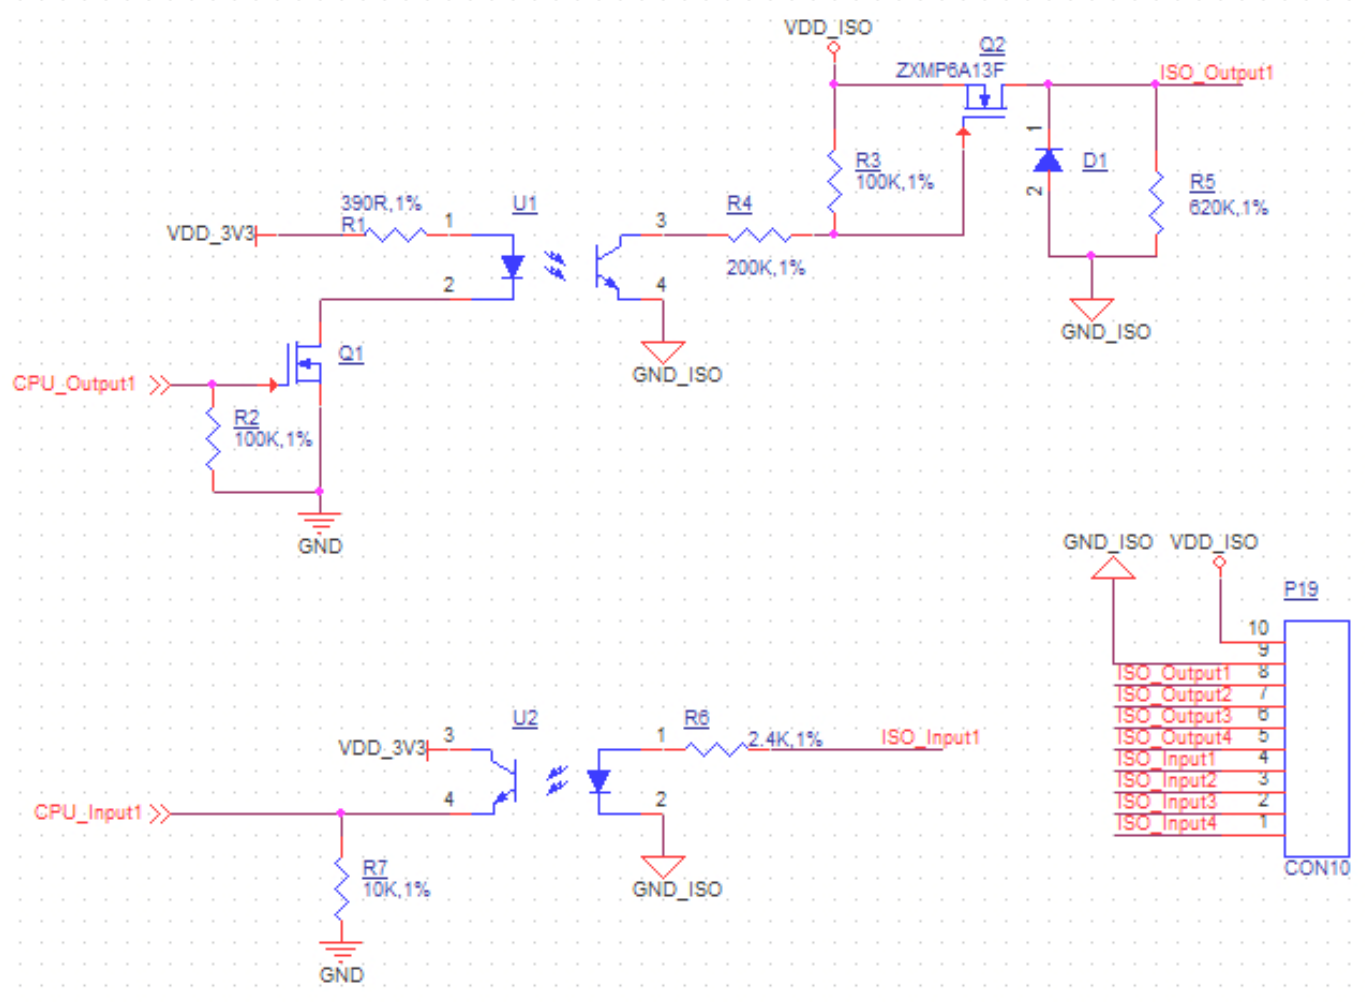 VDD_ISO
Q2
ZXMP6A13F
ISO_Output1
1
D1
2
R3
100K,1%
R5
620K,1%
390R,1%
R1
VDD_3V3
1
U1
3
R4
200K,1%
2
4
GND_ISO
GND_ISO
Q1
CPU_Output1
R2
100K,1%
GND
GND_ISO
VDD_ISO
P19
10
9
ISO_Output1
8
ISO_Output2
7
ISO_Output3
6
ISO_Output4
5
ISO_Input1
4
ISO_Input2
3
ISO_Input3
2
ISO_Input4
1
CON10
U2
VDD_3V3
3
1
R6
2.4K,1%
ISO_Input1
4
2
CPU_Input1
R7
10K,1%
GND_ISO
GND